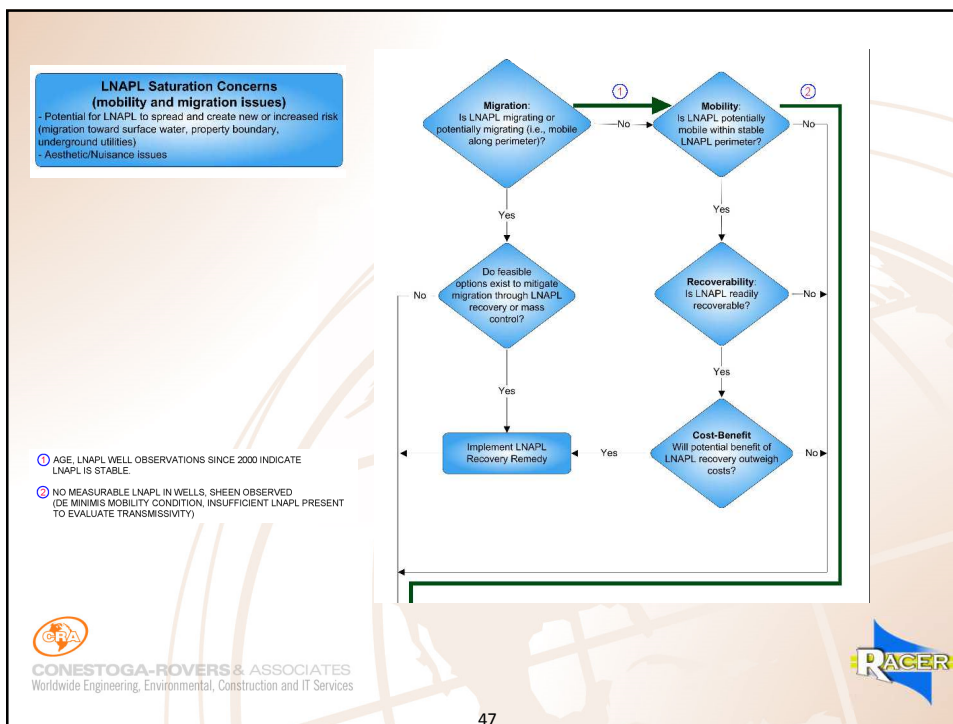 LNAPL Saturation Concerns
(mobility and migration issues)
- Potential for LNAPL to spread and create new or increased risk
(migration toward surface water, property boundary,
underground utilities)
- Aesthetic/Nuisance issues
Migration:
Is LNAPL migrating or
potentially migrating (i.e., mobile
along perimeter)?
1
No
Mobility:
Is LNAPL potentially
mobile within stable
LNAPL perimeter?
2
No
Yes
Yes
No
Do feasible
options exist to mitigate
migration through LNAPL
recovery or mass
control?
Recoverability:
Is LNAPL readily
recoverable?
No
Yes
Yes
Implement LNAPL
Recovery Remedy
Yes
Cost-Benefit
Will potential benefit of
LNAPL recovery outweigh
costs?
No
1 AGE, LNAPL WELL OBSERVATIONS SINCE 2000 INDICATE
LNAPL IS STABLE.
2 NO MEASURABLE LNAPL IN WELLS, SHEEN OBSERVED
(DE MINIMIS MOBILITY CONDITION, INSUFFICIENT LNAPL PRESENT
TO EVALUATE TRANSMISSIVITY)
CRA
CONESTOGA-ROVERS & ASSOCIATES
Worldwide Engineering, Environmental, Construction and IT Services
RACER
47